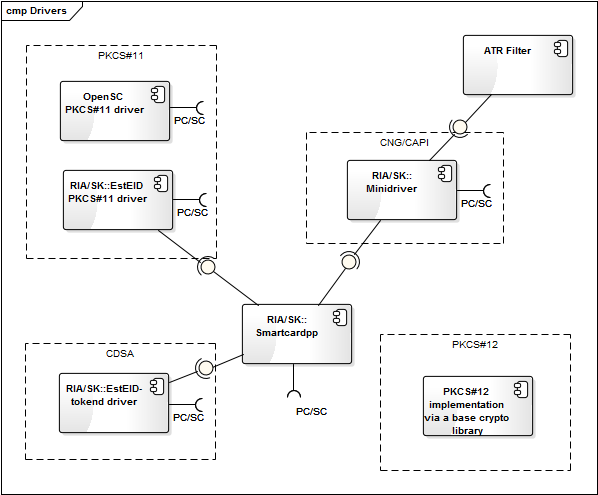 cmp Drivers
PKCS#11
OpenSC
PKCS#11 driver
PC/SC
RIA/SK::EstEID
PKCS#11 driver
PC/SC
ATR Filter
CNG/CAPI
RIA/SK::
Minidriver
PC/SC
RIA/SK::
Smartcardpp
PC/SC
CDSA
RIA/SK::EstEID-
tokend driver
PC/SC
PKCS#12
PKCS#12
implementation
via a base crypto
library